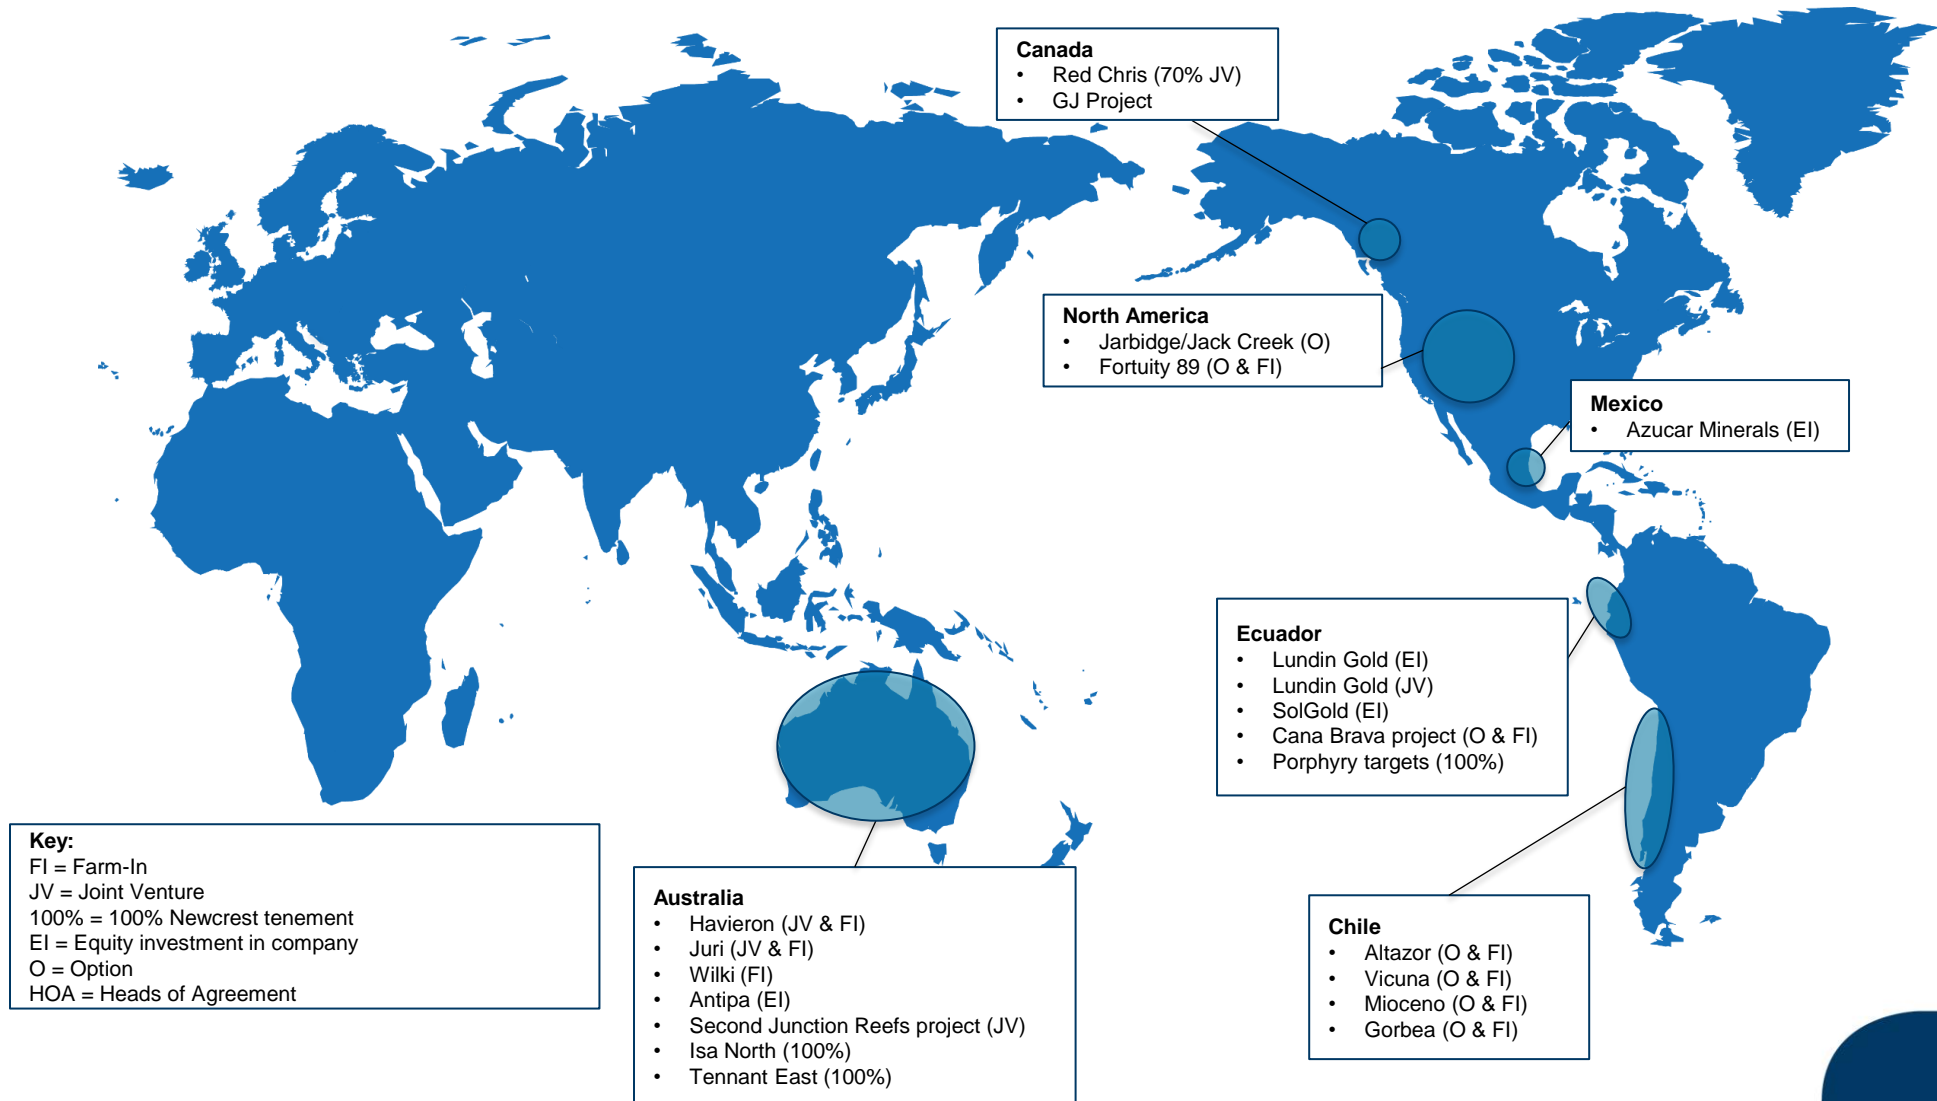 Canada
• Red Chris (70% JV)
• GJ Project
North America
• Jarbidge/Jack Creek (O)
• Fortuity 89 (O & FI)
Mexico
• Azucar Minerals (EI)
Ecuador
• Lundin Gold (EI)
• Lundin Gold (JV)
• SolGold (EI)
• Cana Brava project (O & FI)
• Porphyry targets (100%)
Key:
FI = Farm-In
JV = Joint Venture
100% = 100% Newcrest tenement
EI = Equity investment in company
O = Option
HOA = Heads of Agreement
Australia
• Havieron (JV & FI)
• Juri (JV & FI)
• Wilki (FI)
• Antipa (EI)
• Second Junction Reefs project (JV)
• Isa North (100%)
• Tennant East (100%)
Chile
• Altazor (O & FI)
• Vicuna (O & FI)
• Mioceno (O & FI)
• Gorbea (O & FI)